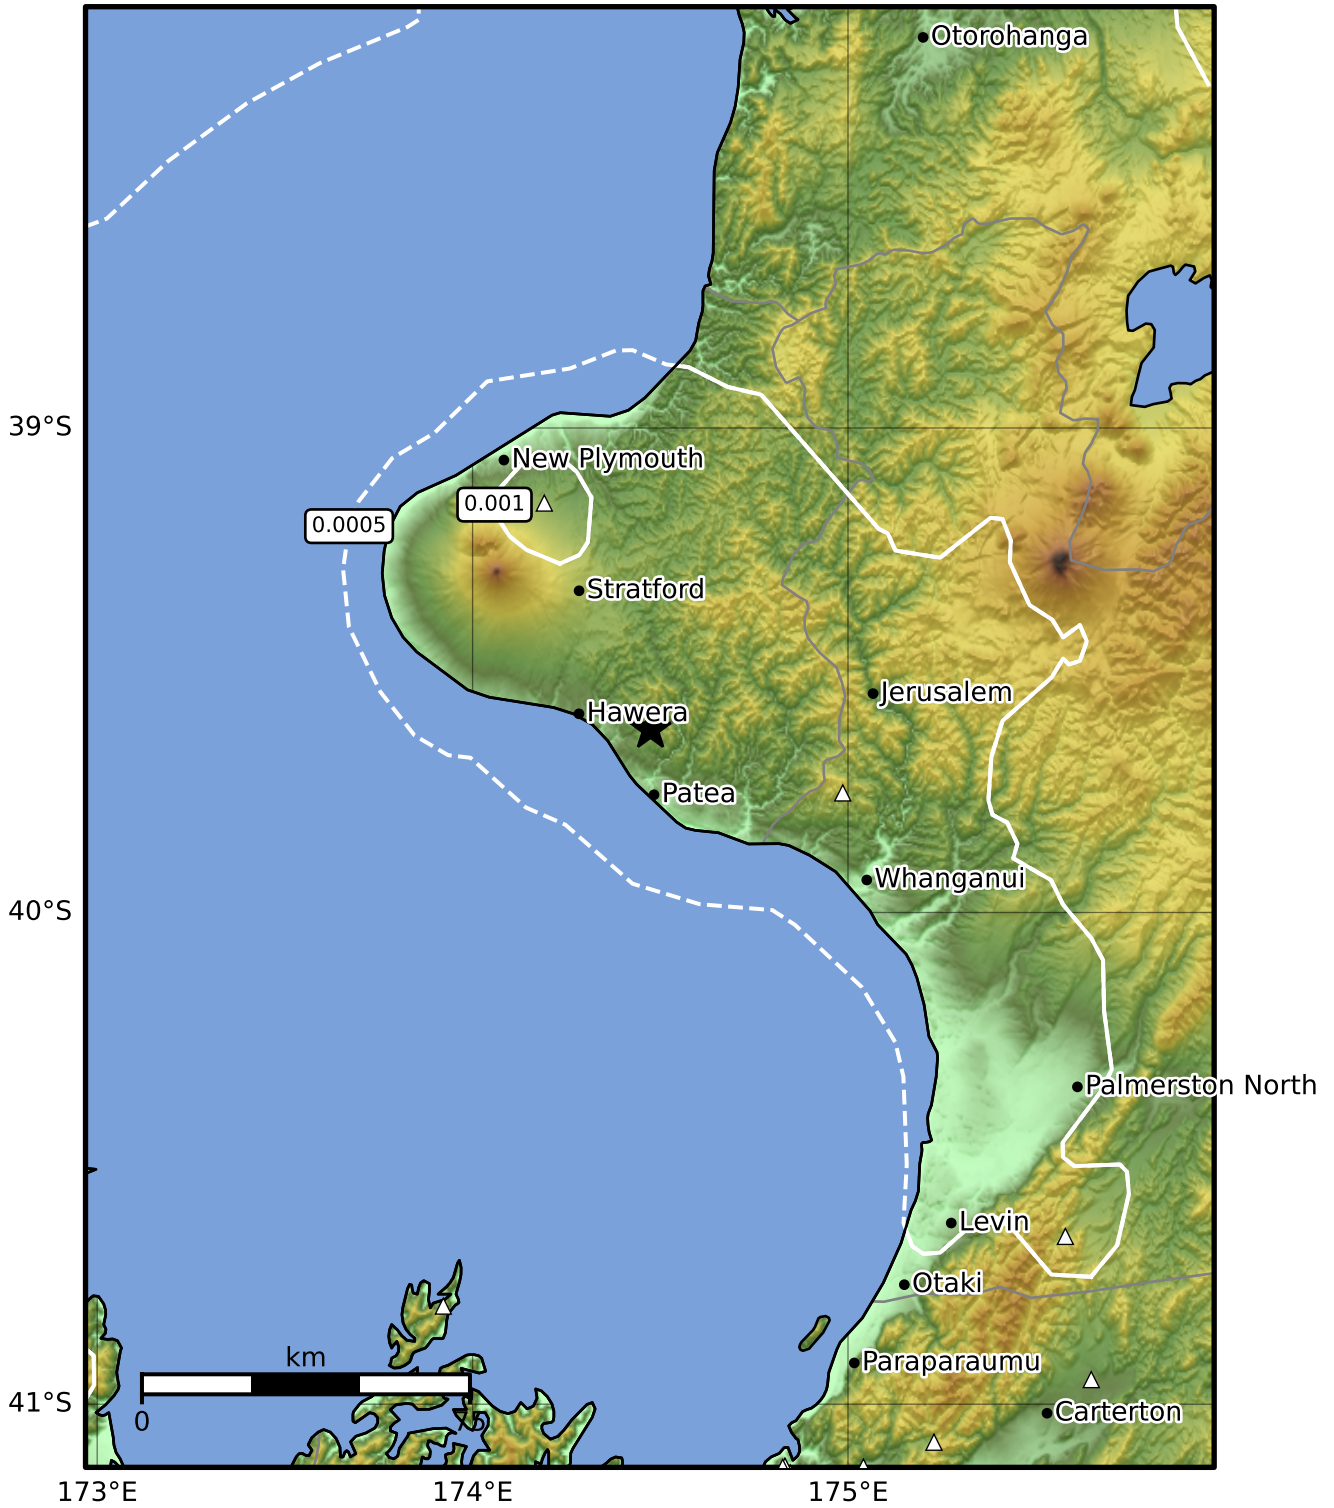 Otorohanga
39°S
New Plymouth
0.001
0.0005
Stratford
Jerusalem
Hawera
Patea
Whanganui
40°S
Palmerston North
Levin
Otaki
km
Paraparaumu
41°S
0
75
Carterton
173°E
174°E
175°E